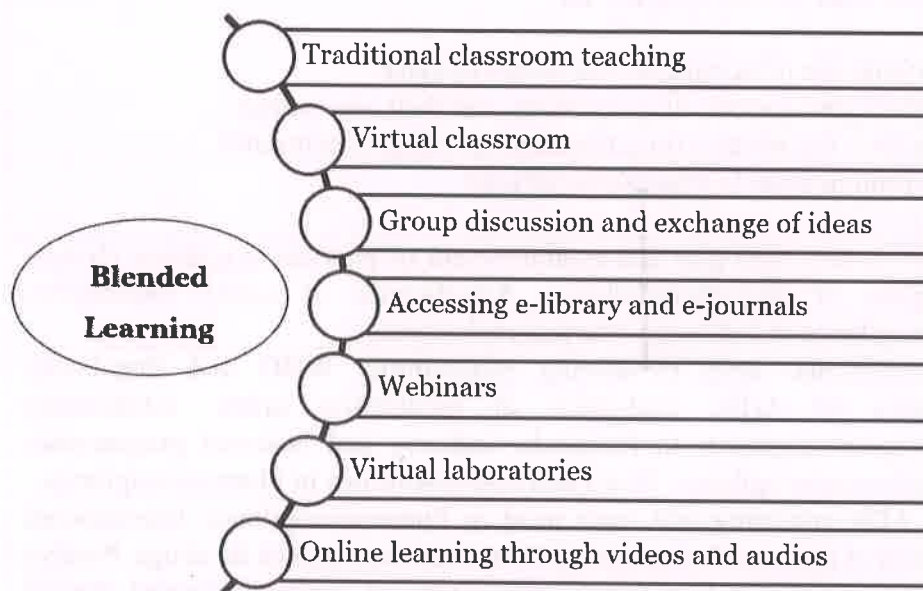 Traditional classroom teaching
Virtual classroom
Group discussion and exchange of ideas
Blended
Learning
Accessing e-library and e-journals
Webinars
Virtual laboratories
Online learning through videos and audios